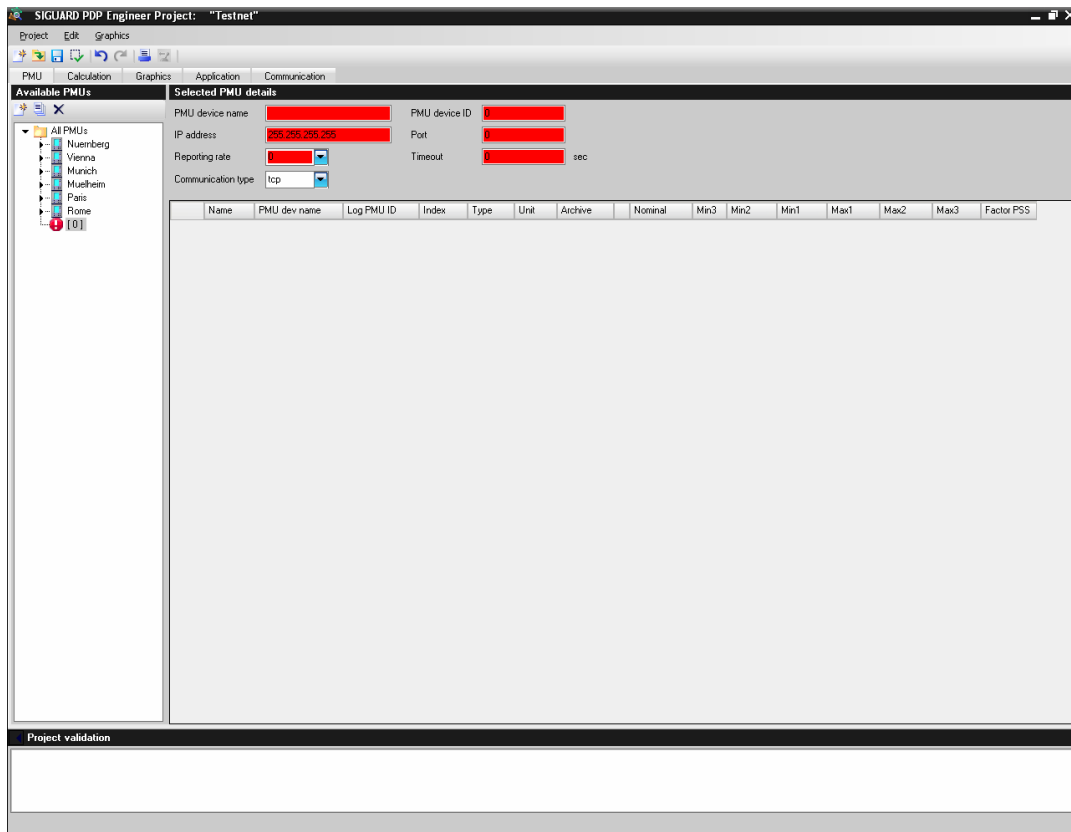 SIGUARD PDP Engineer Project: "Testnet"
Project Edit Graphics
PMU Calculation Graphics Application Communication
Available PMUs
All PMUs
Nuernberg
Vienna
Munich
Muelheim
Paris
Rome
[ 0 ]
Selected PMU details
PMU device name PMU device ID 0
IP address 255.255.255.255 Port 0
Reporting rate 0 Timeout 0 sec
Communication type tcp
Name PMU dev name Log PMU ID Index Type Unit Archive Nominal Min3 Min2 Min1 Max1 Max2 Max3 Factor PSS
Project validation